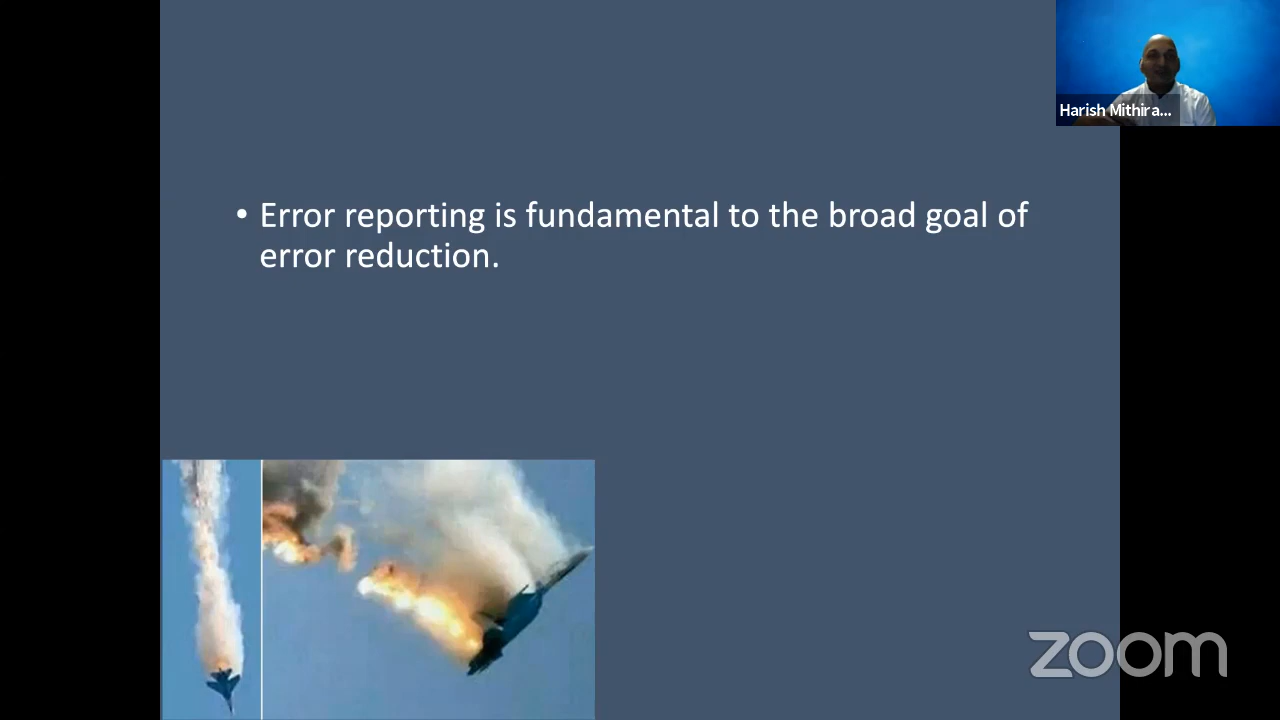 Harish Mithira...
• Error reporting is fundamental to the broad goal of
error reduction.
zoom